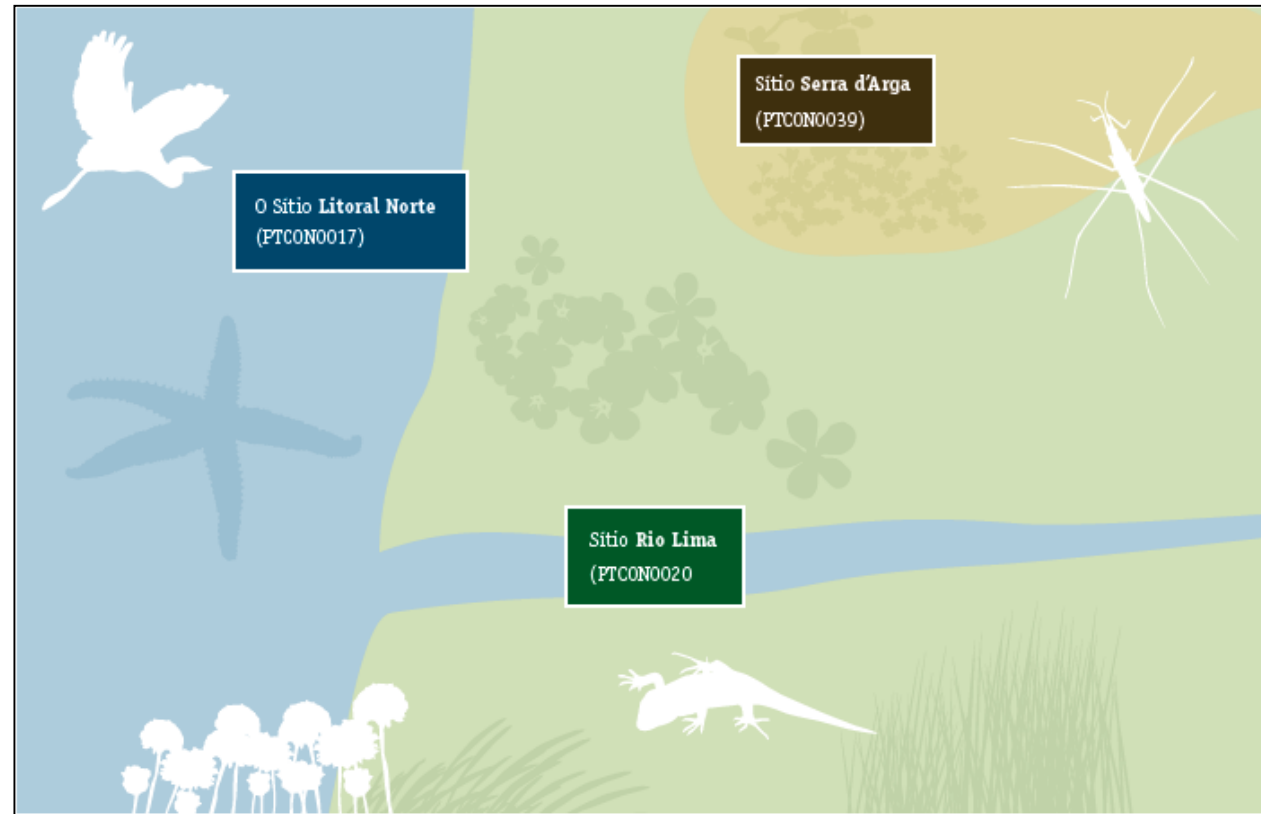 Sítio Serra d'Arga
(PTCON0039)
O Sítio Litoral Norte
(PTCON0017)
Sítio Rio Lima
(PTCON0020